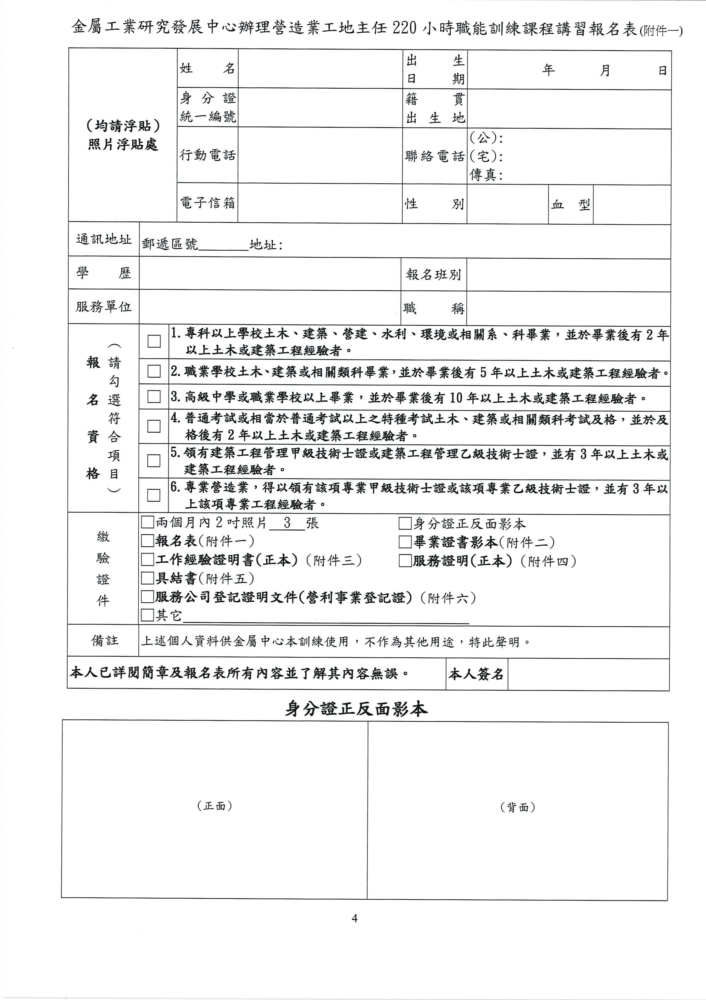 金屬工業研究發展中心辦理營造業工地主任 220 小時職能訓練課程講習報名表(附件一)
(均請浮貼)
照片浮貼處
姓 名
出 生
日 期
年 月 日
身 分 證
統一編號
籍 貫
出 生 地
行動電話
聯絡電話
(公):
(宅):
傳真:
電子信箱
性 別
血 型
通訊地址
郵遞區號________地址:
學 歷
報名班別
服務單位
職 稱
報名資格
(請勾選符合項目)
□ 1. 專科以上學校土木、建築、營建、水利、環境或相關系、科畢業，並於畢業後有 2 年
以上土木或建築工程經驗者。
□ 2. 職業學校土木、建築或相關類科畢業，並於畢業後有 5 年以上土木或建築工程經驗者。
□ 3. 高級中學或職業學校以上畢業，並於畢業後有 10 年以上土木或建築工程經驗者。
□ 4. 普通考試或相當於普通考試以上之特種考試土木、建築或相關類科考試及格，並於及
格後有 2 年以上土木或建築工程經驗者。
□ 5. 領有建築工程管理甲級技術士證或建築工程管理乙級技術士證，並有 3 年以上土木或
建築工程經驗者。
□ 6. 專業營造業，得以領有該項專業甲級技術士證或該項專業乙級技術士證，並有 3 年以
上該項專業工程經驗者。
繳驗證件
□兩個月內 2 吋照片 3 張 □身分證正反面影本
□報名表(附件一) □畢業證書影本(附件二)
□工作經驗證明書(正本)(附件三) □服務證明(正本)(附件四)
□具結書(附件五)
□服務公司登記證明文件(營利事業登記證)(附件六)
□其它________________
備註
上述個人資料供金屬中心本訓練使用，不作為其他用途，特此聲明。
本人已詳閱簡章及報名表所有內容並了解其內容無誤。
本人簽名
身分證正反面影本
(正面)
(背面)
4